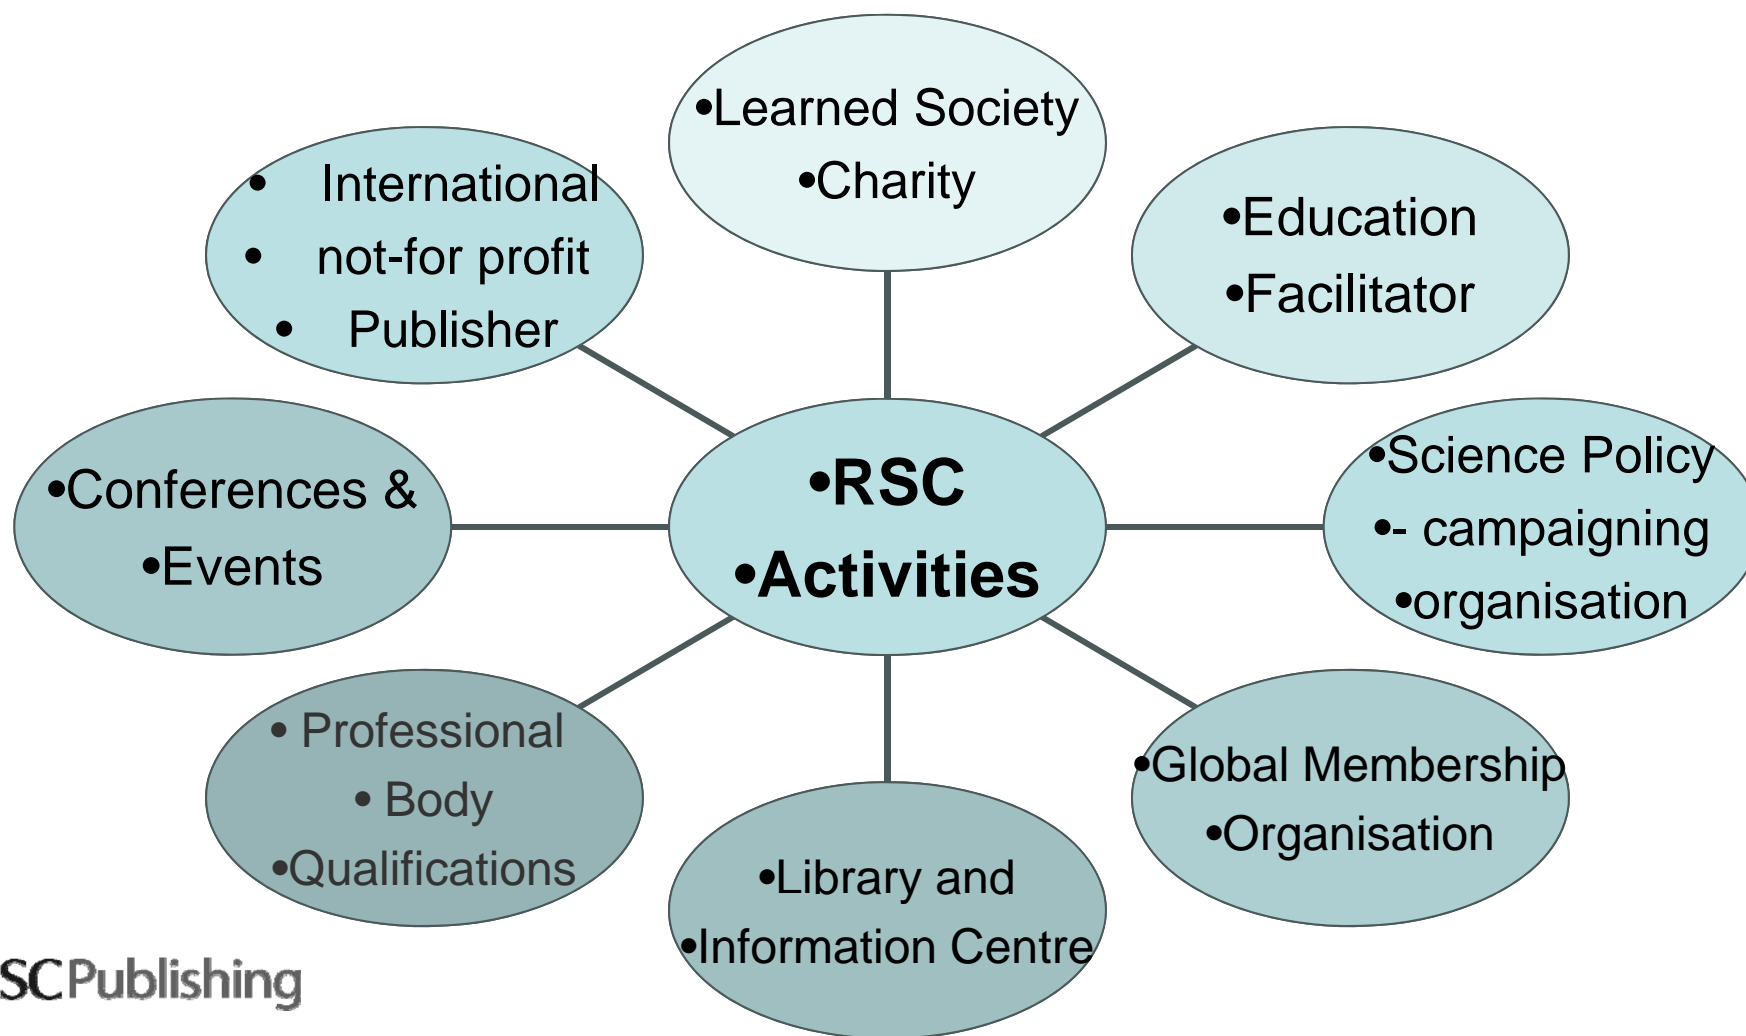 •Learned Society
•Charity
• International
• not-for profit
• Publisher
•Education
•Facilitator
•Conferences &
•Events
•RSC
•Activities
•Science Policy
•- campaigning
•organisation
• Professional
• Body
•Qualifications
•Library and
•Information Centre
•Global Membership
•Organisation
SCPublishing